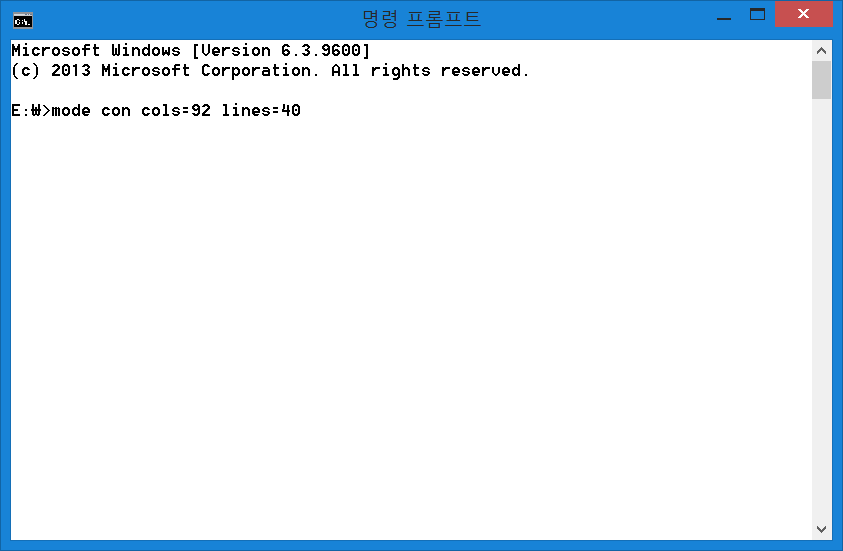 명령 프롬프트
Microsoft Windows [Version 6.3.9600]
(c) 2013 Microsoft Corporation. All rights reserved.
E:₩>mode con cols=92 lines=40